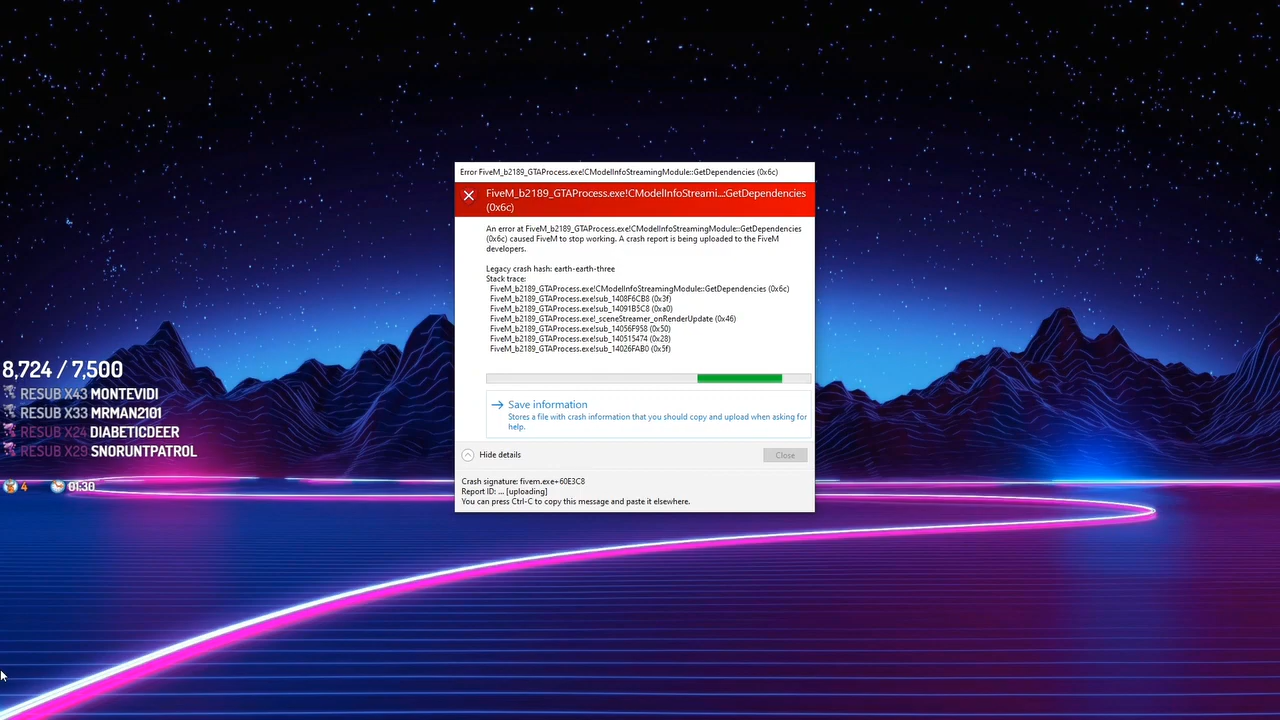 Error FiveM_b2189_GTAProcess.exe!CModelInfoStreamingModule::GetDependencies (0x6c)
FiveM_b2189_GTAProcess.exe!CModelInfoStreami...:GetDependencies
(0x6c)
An error at FiveM_b2189_GTAProcess.exe!CModelInfoStreamingModule::GetDependencies
(0x6c) caused FiveM to stop working. A crash report is being uploaded to the FiveM
developers.
Legacy crash hash: earth-earth-three
Stack trace:
FiveM_b2189_GTAProcess.exe!CModelInfoStreamingModule::GetDependencies (0x6c)
FiveM_b2189_GTAProcess.exe!sub_1408F6CB8 (0x3f)
FiveM_b2189_GTAProcess.exe!sub_14091B5C8 (0xa0)
FiveM_b2189_GTAProcess.exe!_sceneStreamer_onRenderUpdate (0x46)
FiveM_b2189_GTAProcess.exe!sub_14056F958 (0x50)
FiveM_b2189_GTAProcess.exe!sub_140515474 (0x28)
FiveM_b2189_GTAProcess.exe!sub_14026FAB0 (0x5f)
Save information
Stores a file with crash information that you should copy and upload when asking for
help.
Hide details
Close
Crash signature: fivem.exe+60E3C8
Report ID: ... [uploading]
You can press Ctrl-C to copy this message and paste it elsewhere.
8,724 / 7,500
RESUB X43 MONTEVIDI
RESUB X33 MRMAN2101
RESUB X24 DIABETICDEER
RESUB X29 SNORUNTPATROL
4 01:30